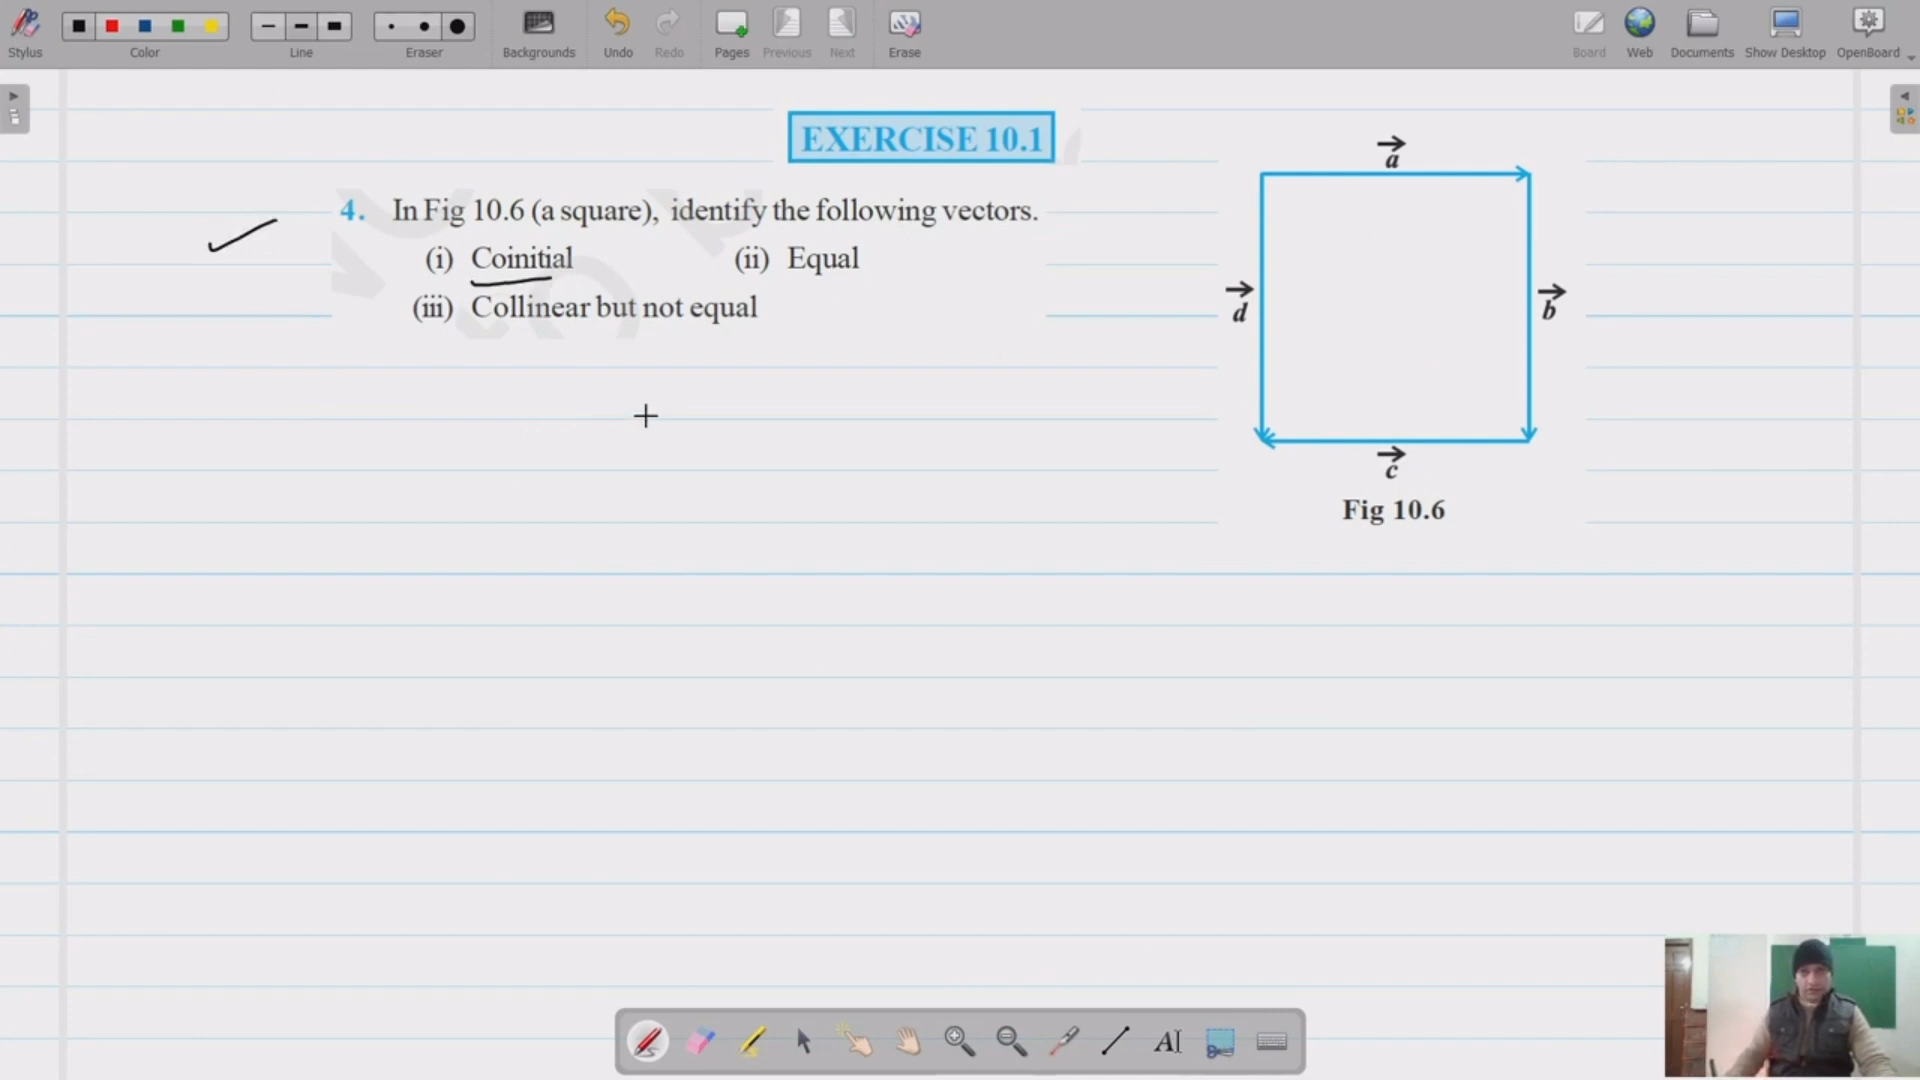 Stylus
Color
Line
Eraser
Backgrounds
Undo
Redo
Pages
Previous
Next
Erase
Board
Web
Documents
Show Desktop
OpenBoard
EXERCISE 10.1
4. In Fig 10.6 (a square), identify the following vectors.
(i) Coinitial (ii) Equal
(iii) Collinear but not equal
a
d
b
c
Fig 10.6